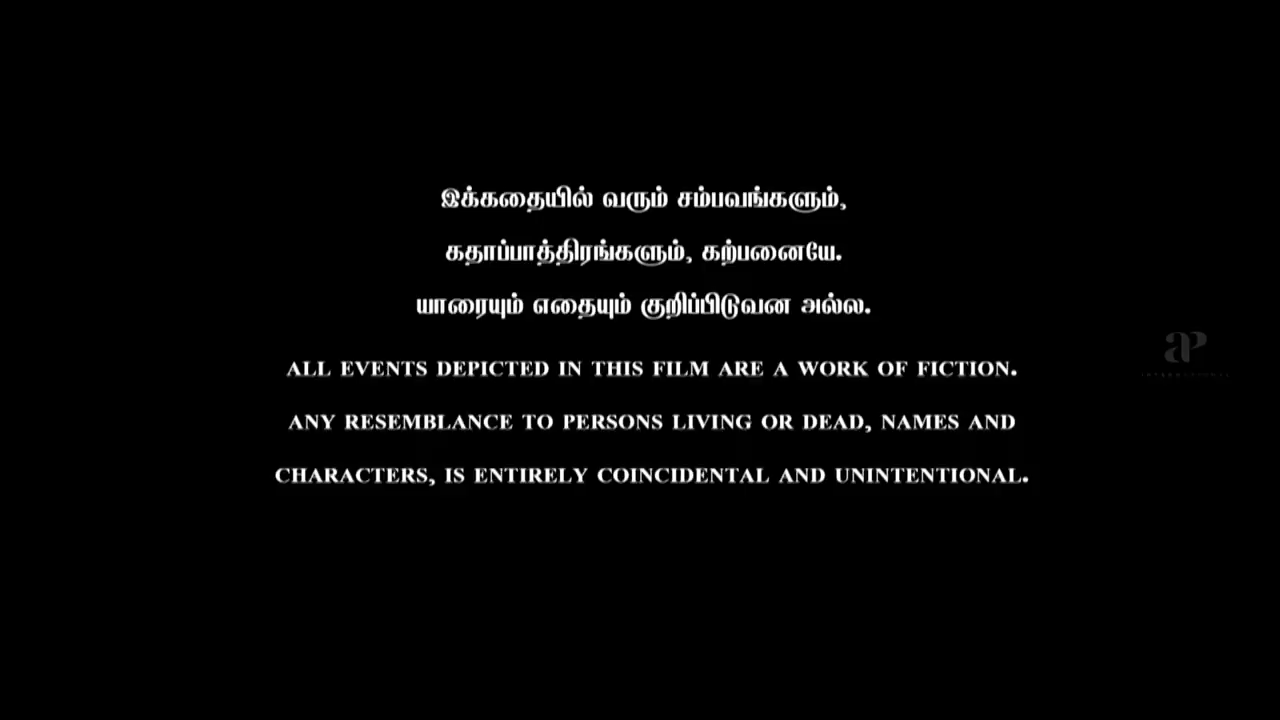 இக்கதையில் வரும் சம்பவங்களும்,
கதாப்பாத்திரங்களும், கற்பனையே.
யாரையும் எதையும் குறிப்பிடுவன அல்ல.
ALL EVENTS DEPICTED IN THIS FILM ARE A WORK OF FICTION.
ANY RESEMBLANCE TO PERSONS LIVING OR DEAD, NAMES AND
CHARACTERS, IS ENTIRELY COINCIDENTAL AND UNINTENTIONAL.
ap
INTERNATIONAL